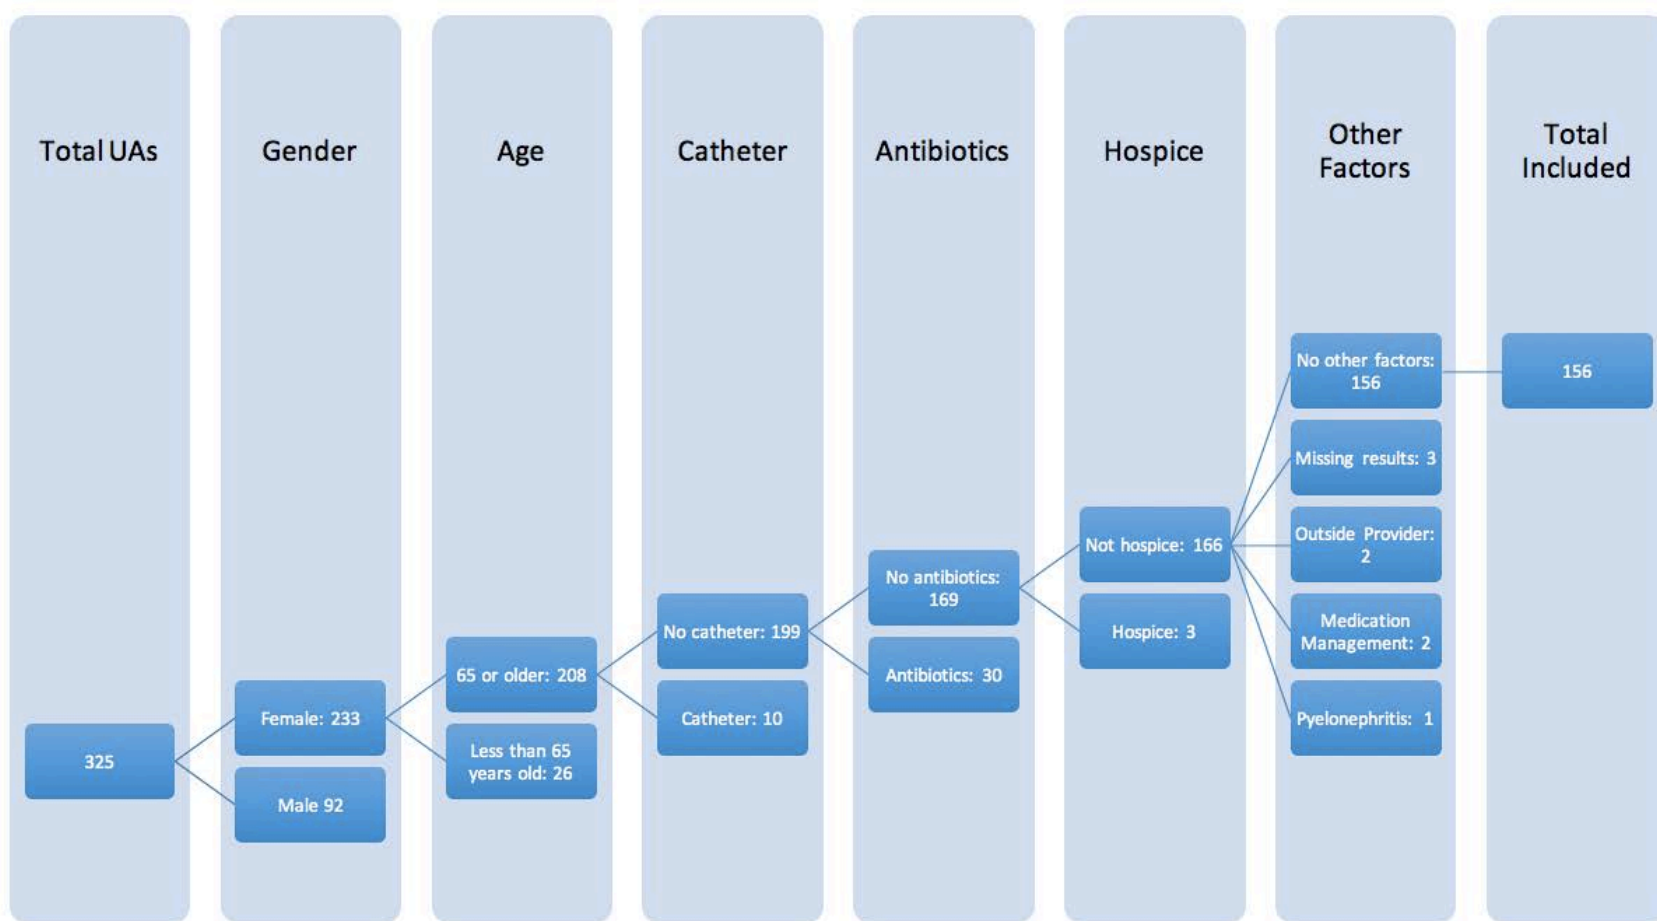 Total UAs
Gender
Age
Catheter
Antibiotics
Hospice
Other
Factors
Total
Included
325
Female: 233
Male 92
65 or older: 208
Less than 65
years old: 26
No catheter: 199
Catheter: 10
No antibiotics:
169
Antibiotics: 30
Not hospice: 166
Hospice: 3
No other factors:
156
Missing results: 3
Outside Provider:
2
Medication
Management: 2
Pyelonephritis: 1
156